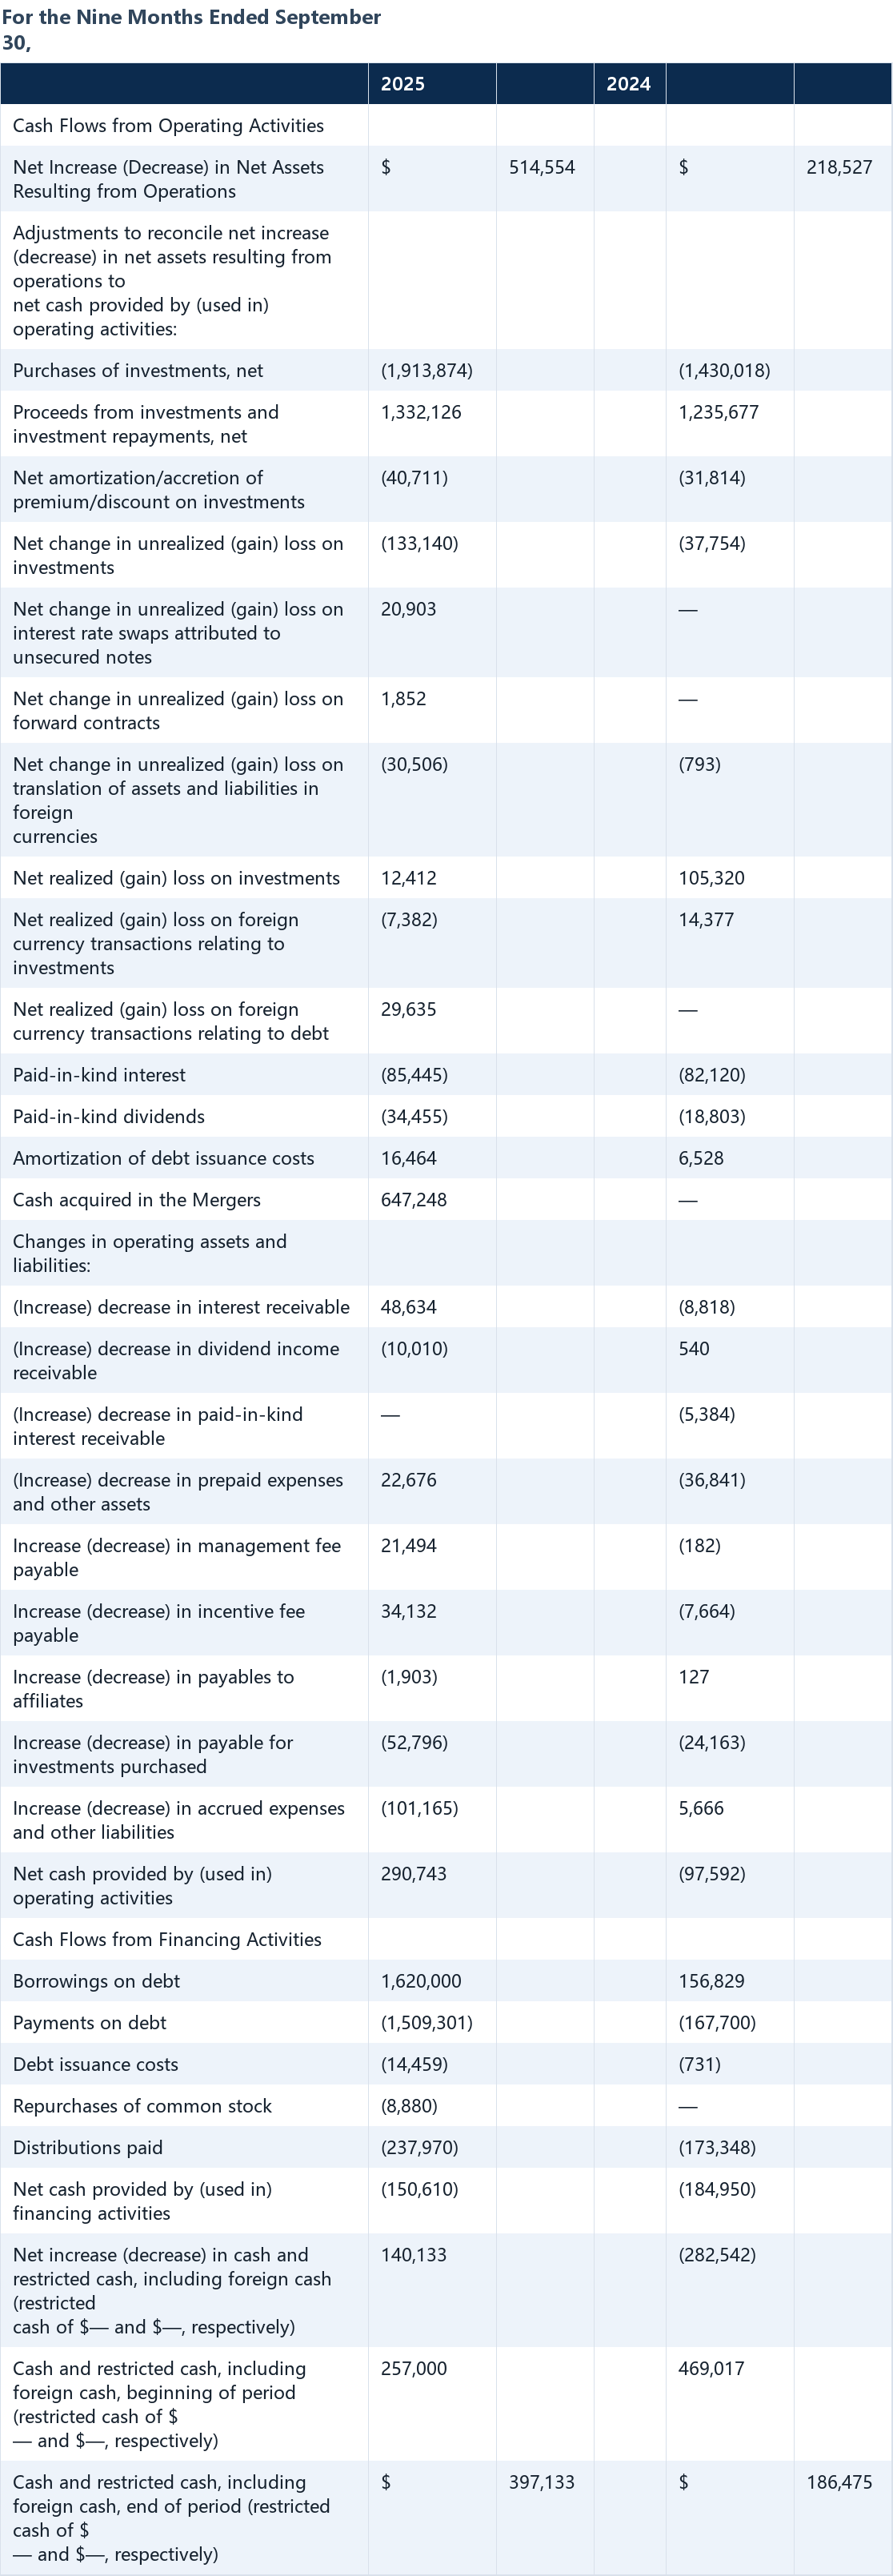 For the Nine Months Ended September
30,
2025 2024
Cash Flows from Operating Activities
Net Increase (Decrease) in Net Assets $ 514,554 $ 218,527
Resulting from Operations
Adjustments to reconcile net increase
(decrease) in net assets resulting from
operations to
net cash provided by (used in)
operating activities:
Purchases of investments, net (1,913,874) (1,430,018)
Proceeds from investments and 1,332,126 1,235,677
investment repayments, net
Net amortization/accretion of (40,711) (31,814)
premium/discount on investments
Net change in unrealized (gain) loss on (133,140) (37,754)
investments
Net change in unrealized (gain) loss on 20,903 —
interest rate swaps attributed to
unsecured notes
Net change in unrealized (gain) loss on 1,852 —
forward contracts
Net change in unrealized (gain) loss on (30,506) (793)
translation of assets and liabilities in
foreign
currencies
Net realized (gain) loss on investments 12,412 105,320
Net realized (gain) loss on foreign (7,382) 14,377
currency transactions relating to
investments
Net realized (gain) loss on foreign 29,635 —
currency transactions relating to debt
Paid-in-kind interest (85,445) (82,120)
Paid-in-kind dividends (34,455) (18,803)
Amortization of debt issuance costs 16,464 6,528
Cash acquired in the Mergers 647,248 —
Changes in operating assets and
liabilities:
(Increase) decrease in interest receivable 48,634 (8,818)
(Increase) decrease in dividend income (10,010) 540
receivable
(Increase) decrease in paid-in-kind — (5,384)
interest receivable
(Increase) decrease in prepaid expenses 22,676 (36,841)
and other assets
Increase (decrease) in management fee 21,494 (182)
payable
Increase (decrease) in incentive fee 34,132 (7,664)
payable
Increase (decrease) in payables to (1,903) 127
affiliates
Increase (decrease) in payable for (52,796) (24,163)
investments purchased
Increase (decrease) in accrued expenses (101,165) 5,666
and other liabilities
Net cash provided by (used in) 290,743 (97,592)
operating activities
Cash Flows from Financing Activities
Borrowings on debt 1,620,000 156,829
Payments on debt (1,509,301) (167,700)
Debt issuance costs (14,459) (731)
Repurchases of common stock (8,880) —
Distributions paid (237,970) (173,348)
Net cash provided by (used in) (150,610) (184,950)
financing activities
Net increase (decrease) in cash and 140,133 (282,542)
restricted cash, including foreign cash
(restricted
cash of $— and $—, respectively)
Cash and restricted cash, including 257,000 469,017
foreign cash, beginning of period
(restricted cash of $
— and $—, respectively)
Cash and restricted cash, including $ 397,133 $ 186,475
foreign cash, end of period (restricted
cash of $
— and $—, respectively)